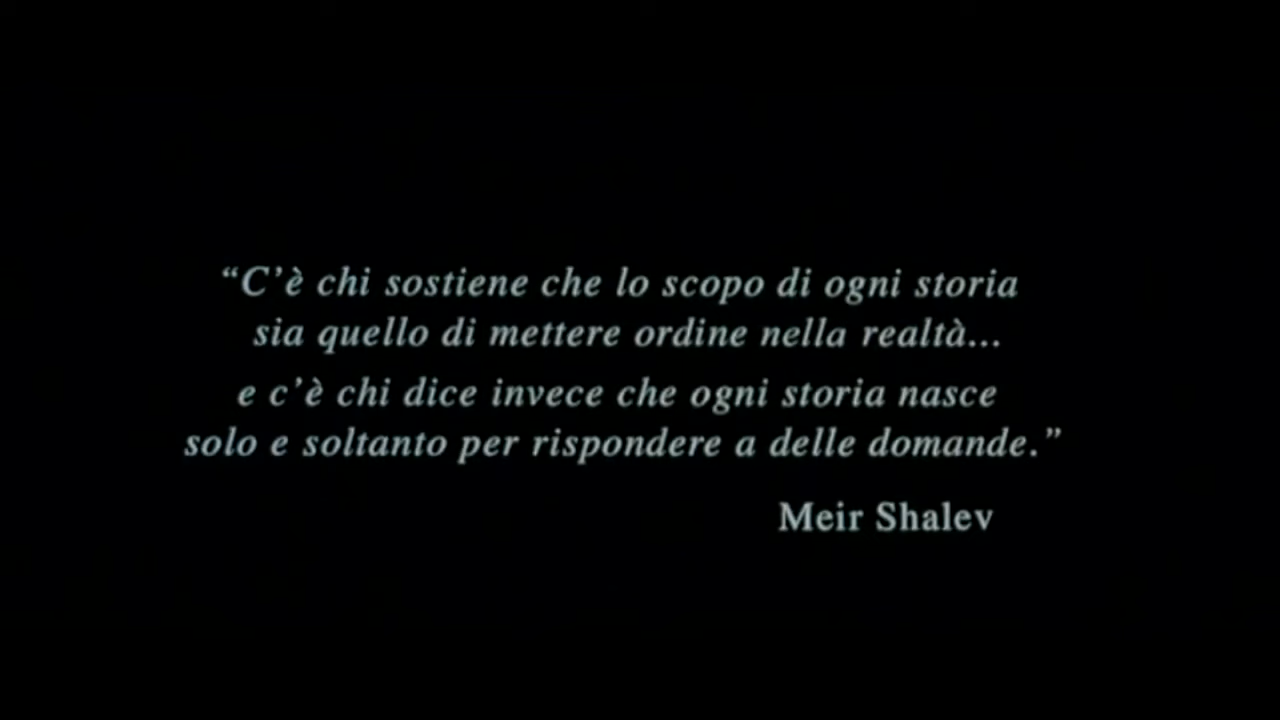 “C’è chi sostiene che lo scopo di ogni storia
sia quello di mettere ordine nella realtà...
e c’è chi dice invece che ogni storia nasce
solo e soltanto per rispondere a delle domande.”
Meir Shalev